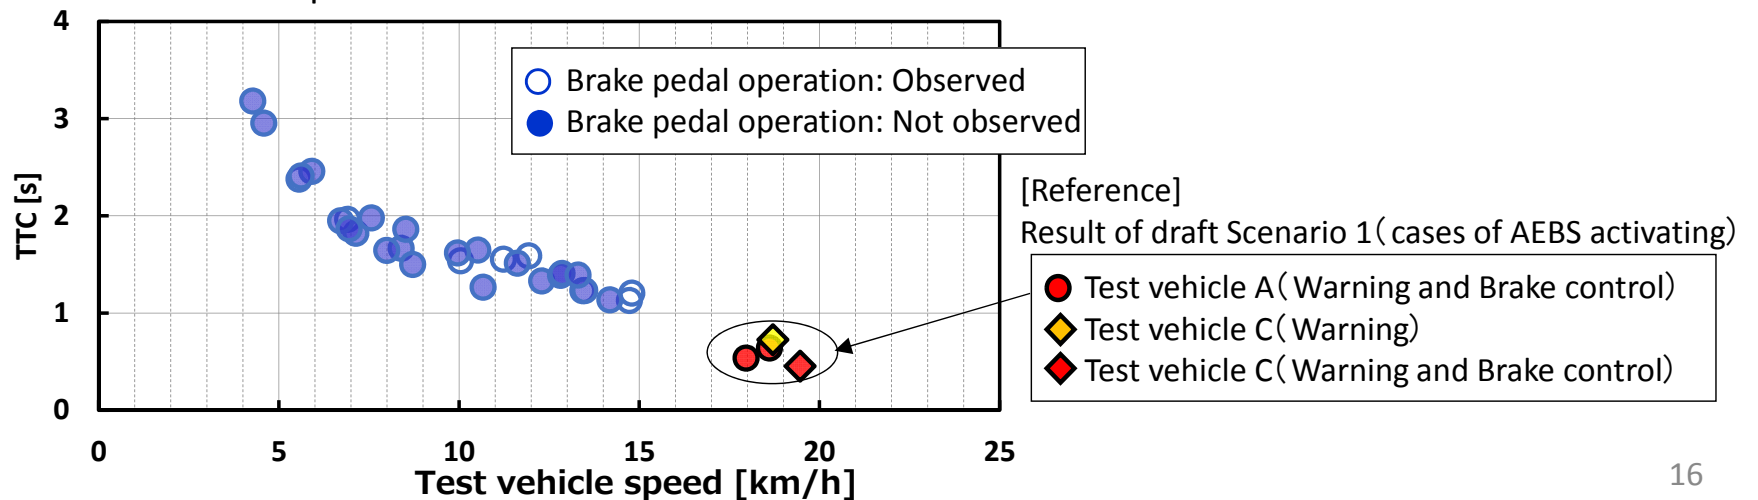 4
3
2
1
0
TTC [s]
Brake pedal operation: Observed
Brake pedal operation: Not observed
[Reference]
Result of draft Scenario 1（cases of AEBS activating）
Test vehicle A（Warning and Brake control）
Test vehicle C（Warning）
Test vehicle C（Warning and Brake control）
0 5 10 15 20 25
Test vehicle speed [km/h]
16